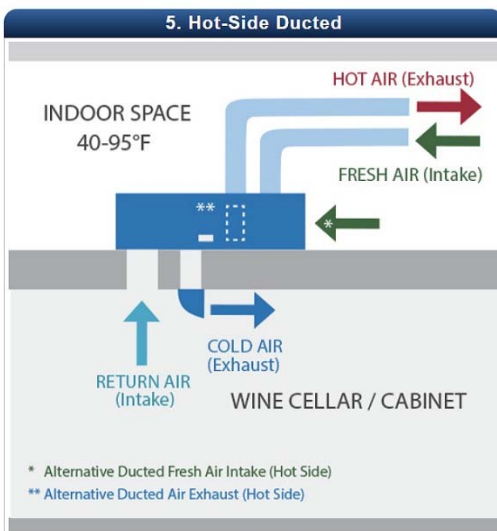 5. Hot-Side Ducted
HOT AIR (Exhaust)
INDOOR SPACE
40-95°F
FRESH AIR (Intake)
**
*
COLD AIR
(Exhaust)
RETURN AIR
(Intake)
WINE CELLAR / CABINET
* Alternative Ducted Fresh Air Intake (Hot Side)
** Alternative Ducted Air Exhaust (Hot Side)